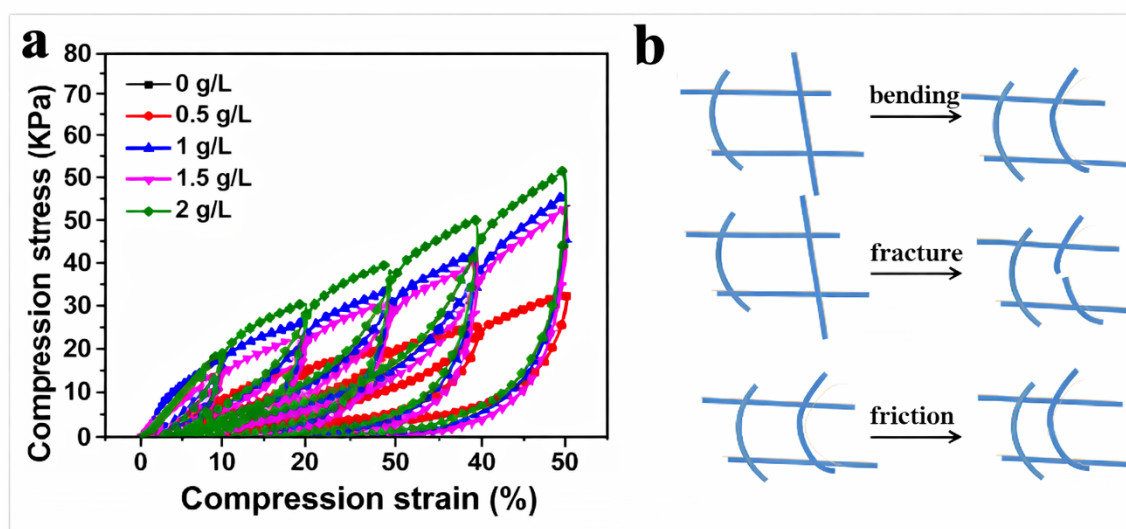 a
Compression stress (KPa)
80
70
60
50
50
40
30
20
10
0
0 g/L
0.5 g/L
1 g/L
1.5 g/L
2 g/L
0 10 20 50 40 50
Compression strain (%)
b
bending
fracture
friction